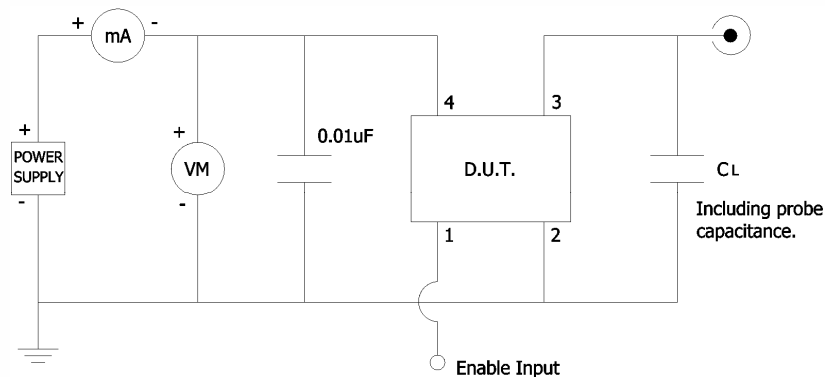 + mA -
4
3
0.01uF
+
POWER
SUPPLY
-
+
VM
-
D.U.T.
CL
Including probe
capacitance.
1
2
Enable Input